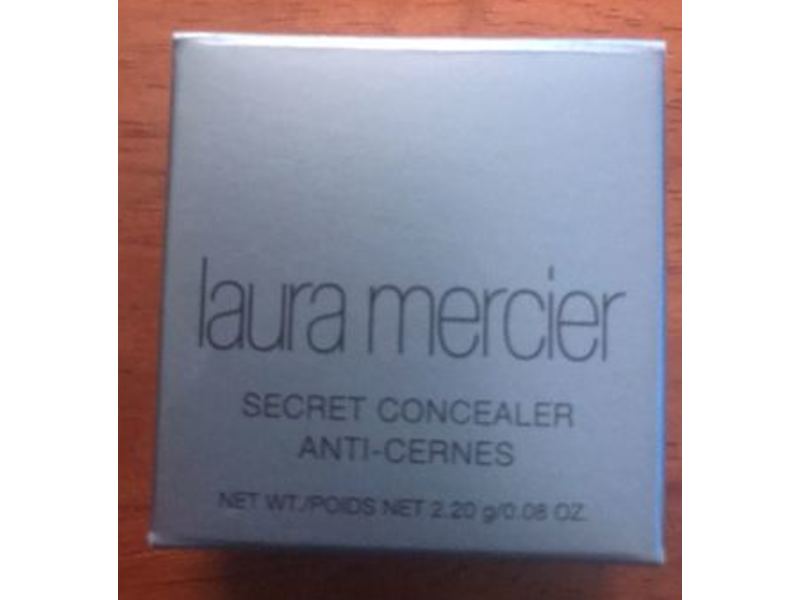 laura mercier
SECRET CONCEALER
ANTI-CERNES
NET WT./POIDS NET 2.20 g/0.08 OZ.